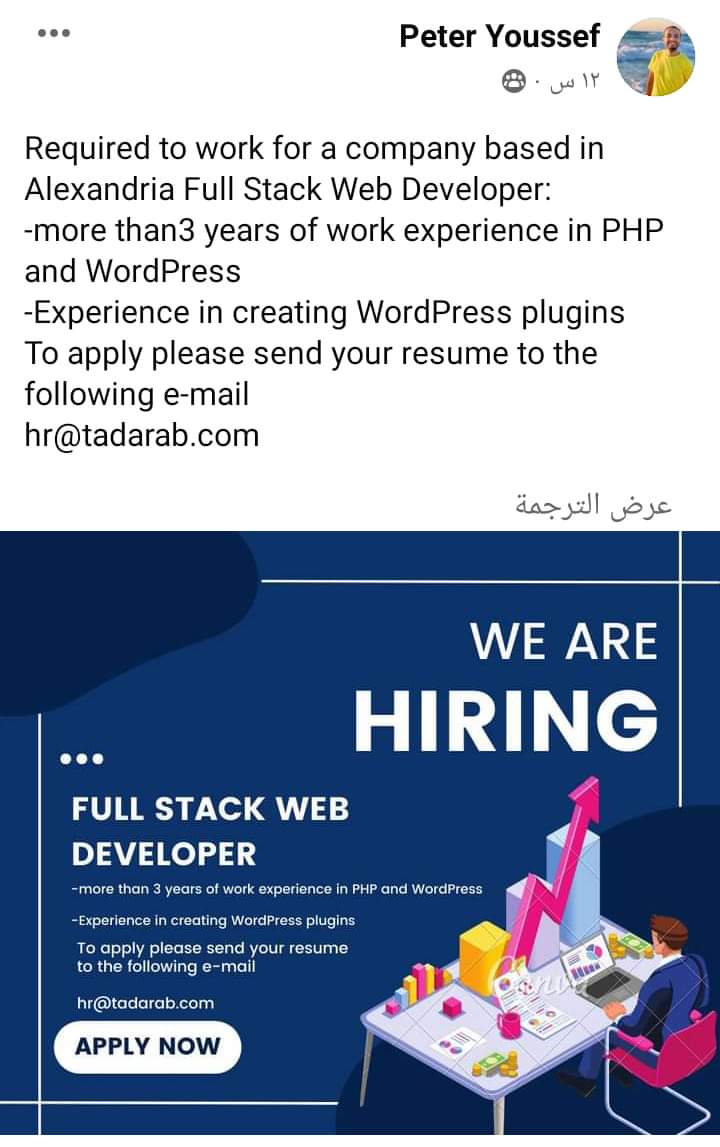 Peter Youssef
١٢ س ·
Required to work for a company based in
Alexandria Full Stack Web Developer:
-more than3 years of work experience in PHP
and WordPress
-Experience in creating WordPress plugins
To apply please send your resume to the
following e-mail
hr@tadarab.com
عرض الترجمة
WE ARE
HIRING
FULL STACK WEB
DEVELOPER
-more than 3 years of work experience in PHP and WordPress
-Experience in creating WordPress plugins
To apply please send your resume
to the following e-mail
hr@tadarab.com
APPLY NOW
Canva